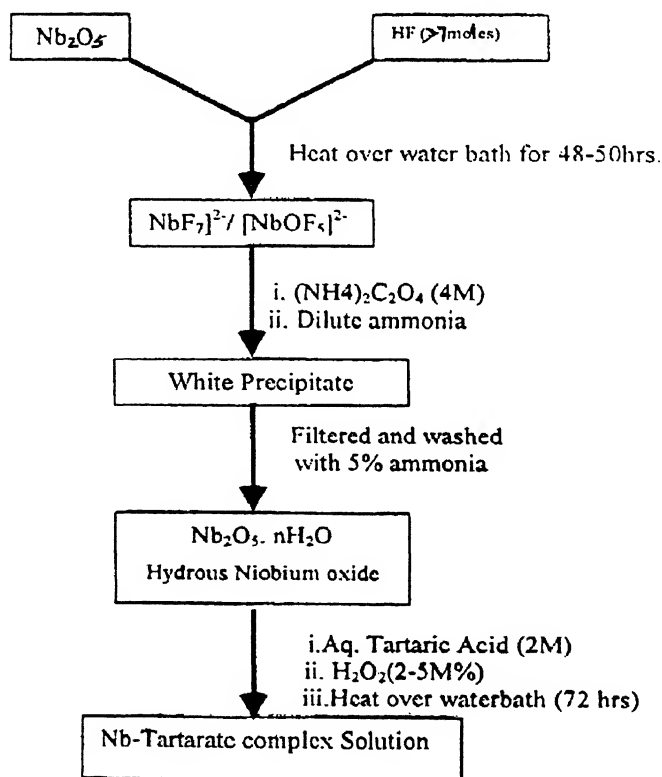 Nb₂O₅
HF (>7moles)
Heat over water bath for 48-50hrs.
NbF₇]²⁻/ [NbOF₅]²⁻
i. (NH4)₂C₂O₄ (4M)
ii. Dilute ammonia
White Precipitate
Filtered and washed
with 5% ammonia
Nb₂O₅. nH₂O
Hydrous Niobium oxide
i.Aq. Tartaric Acid (2M)
ii. H₂O₂(2-5M%)
iii.Heat over waterbath (72 hrs)
Nb-Tartarate complex Solution